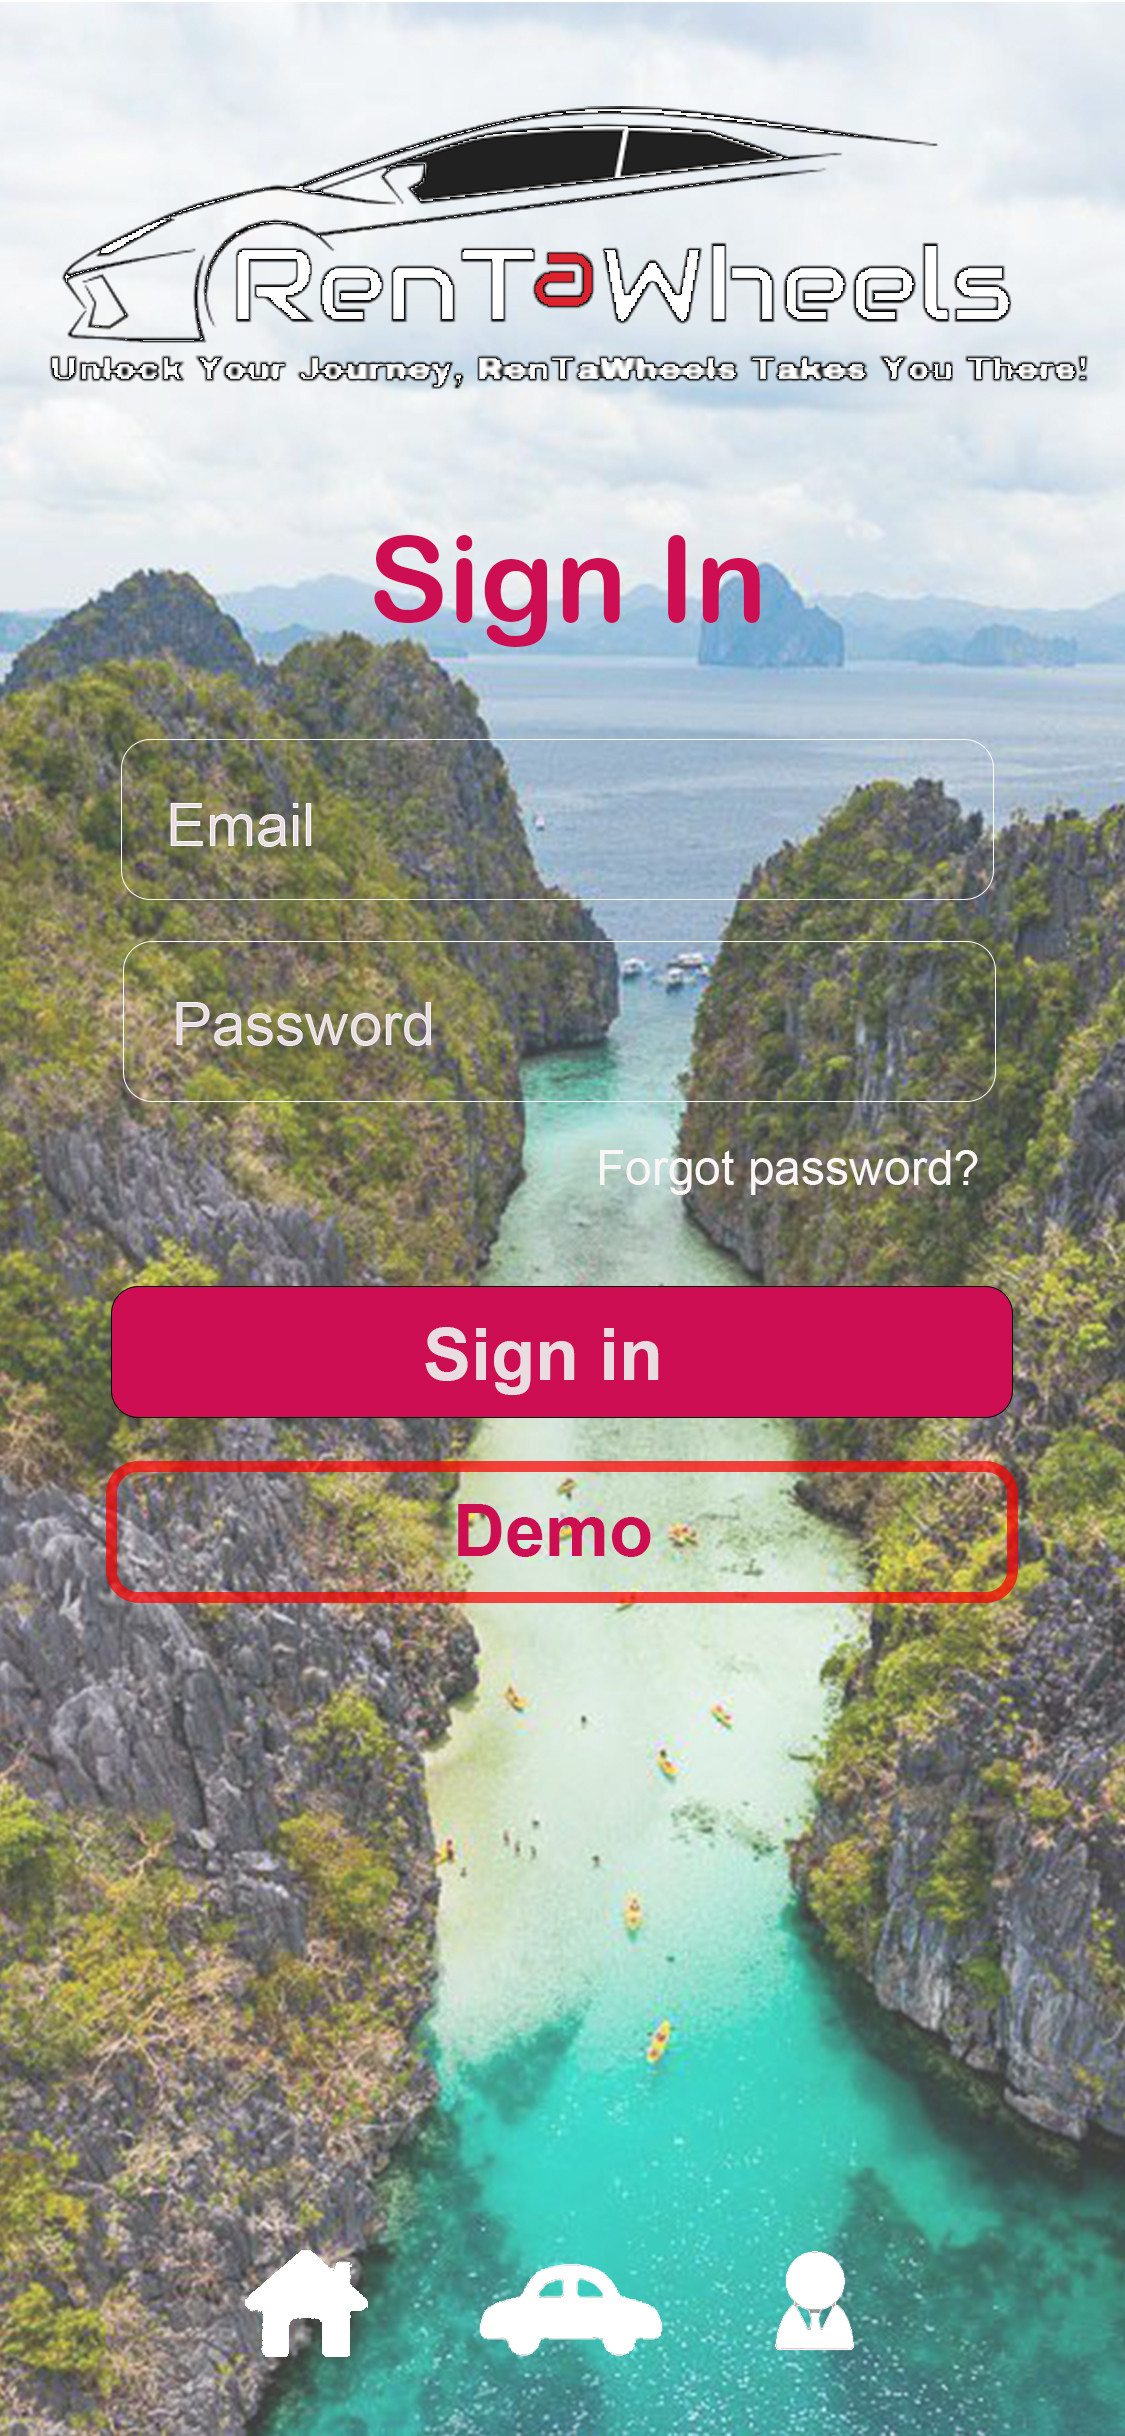 RenTaWheels
Unlock Your Journey, RenTaWheels Takes You There!
Sign In
Email
Password
Forgot password?
Sign in
Demo